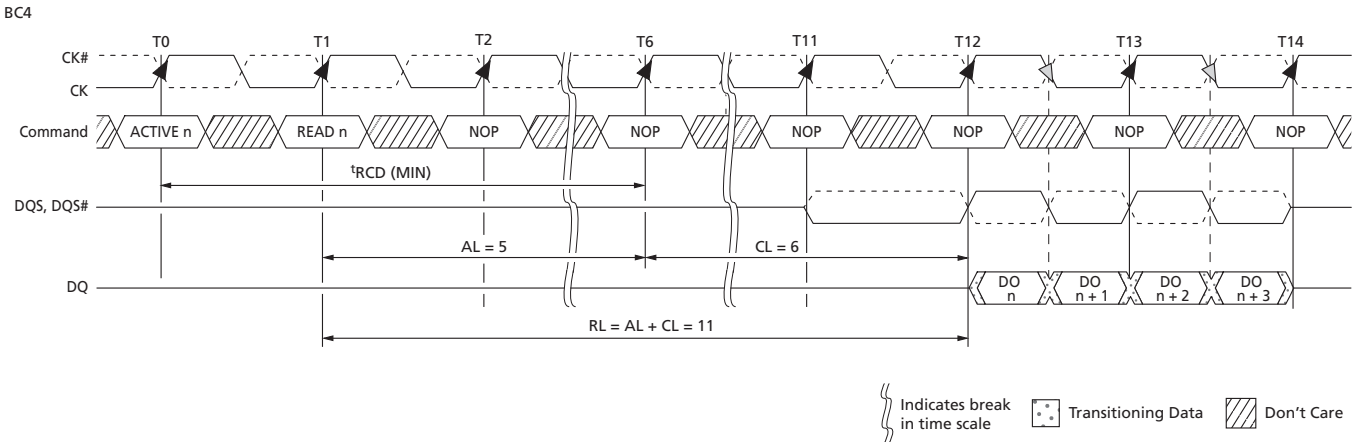 BC4
T0 T1 T2 T6 T11 T12 T13 T14
CK#
CK
Command ACTIVE n READ n NOP NOP NOP NOP NOP NOP
tRCD (MIN)
DQS, DQS#
AL = 5 CL = 6
DQ DO n DO n + 1 DO n + 2 DO n + 3
RL = AL + CL = 11
Indicates break
in time scale
Transitioning Data
Don't Care